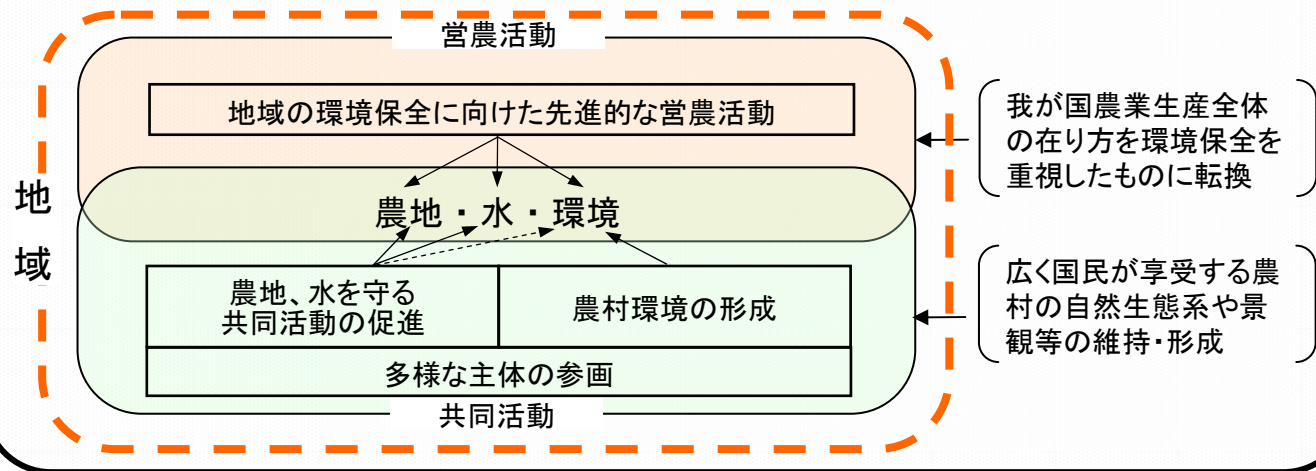 営農活動
地域の環境保全に向けた先進的な営農活動
我が国農業生産全体
の在り方を環境保全を
重視したものに転換
地
域
農地・水・環境
農地、水を守る
共同活動の促進
農村環境の形成
広く国民が享受する農
村の自然生態系や景
観等の維持・形成
多様な主体の参画
共同活動